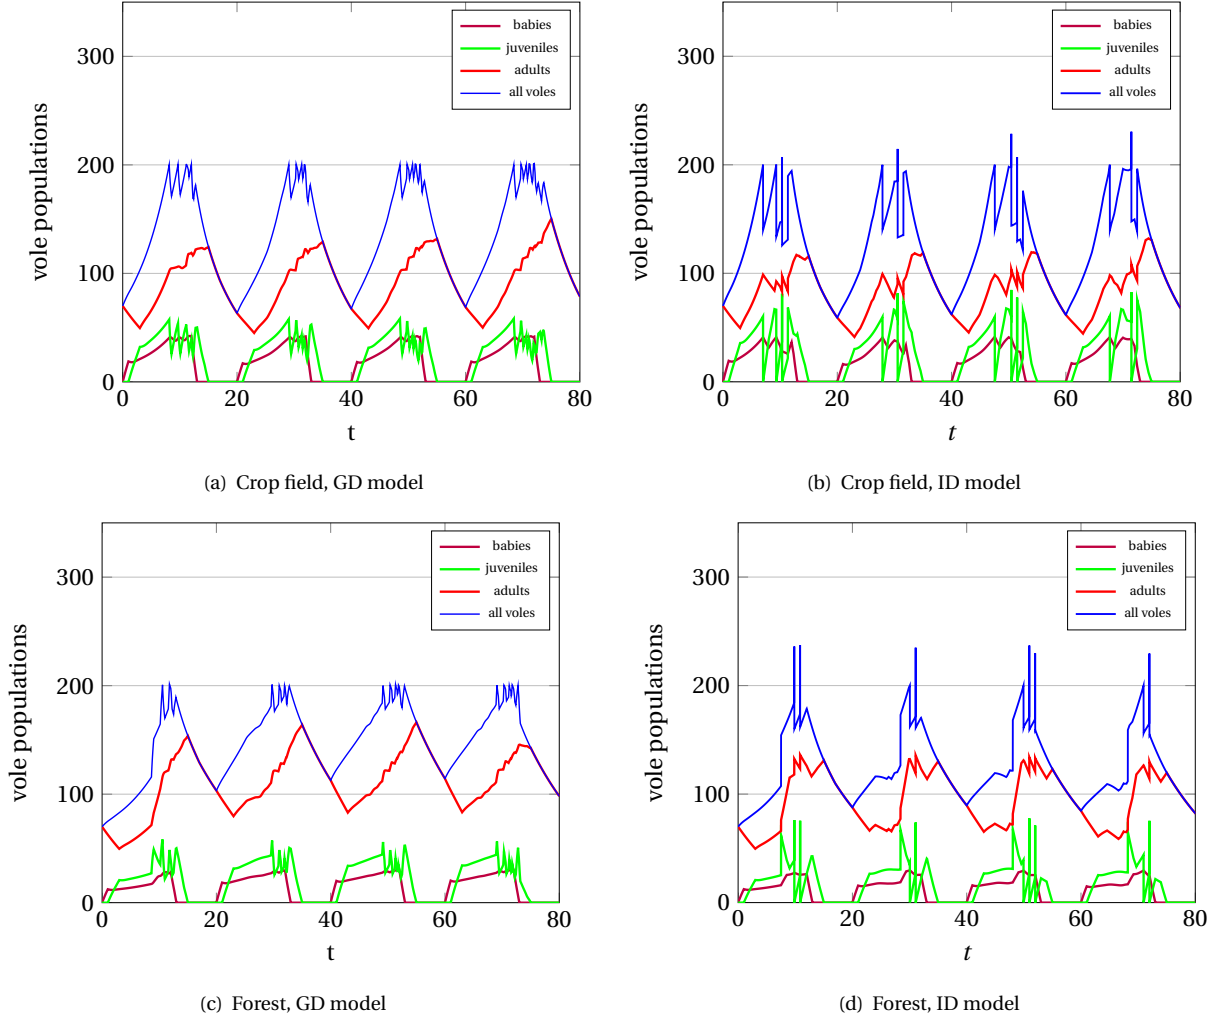 babies
juveniles
adults
all voles
300
200
100
0
vole populations
0 20 40 60 80
t
(a) Crop field, GD model
babies
juveniles
adults
all voles
300
200
100
0
vole populations
0 20 40 60 80
t
(b) Crop field, ID model
babies
juveniles
adults
all voles
300
200
100
0
vole populations
0 20 40 60 80
t
(c) Forest, GD model
babies
juveniles
adults
all voles
300
200
100
0
vole populations
0 20 40 60 80
t
(d) Forest, ID model